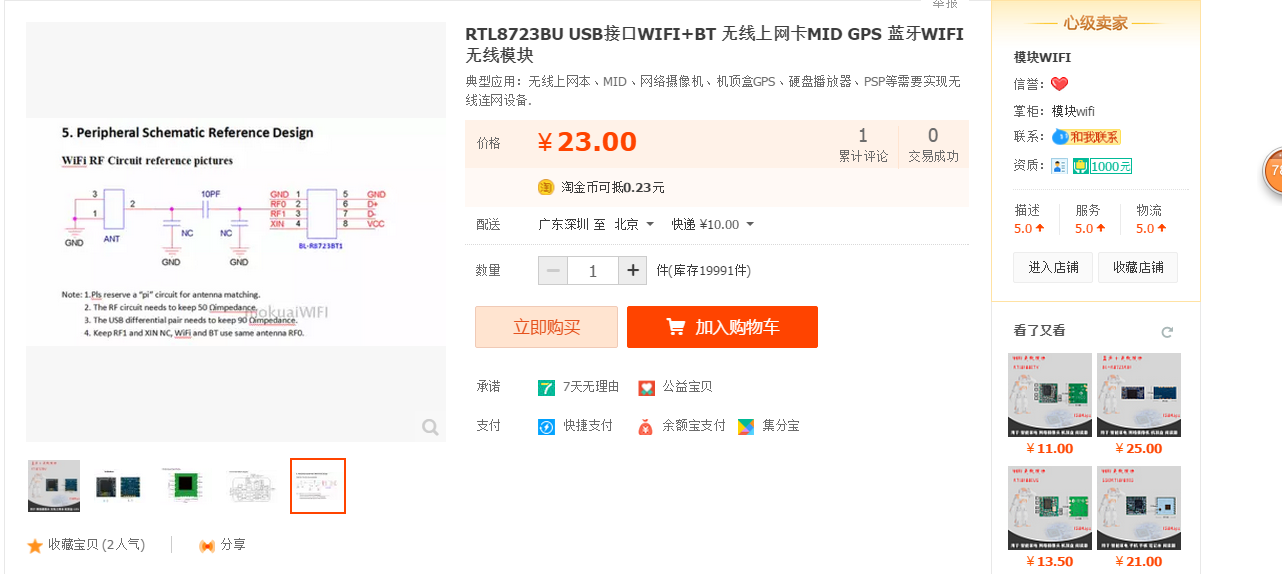 举报
5. Peripheral Schematic Reference Design
WiFi RF Circuit reference pictures
3
1
2
10PF
GND
ANT
NC
NC
GND
GND
GND 1
RF0 2
RF1 3
XIN 4
5 GND
6 D+
7 D-
8 VCC
BL-R8723BT1
Note: 1.Pls reserve a "pi" circuit for antenna matching.
2. The RF circuit needs to keep 50 Ωimpedance.
3. The USB differential pair needs to keep 90 Ωimpedance.
4. Keep RF1 and XIN NC, WiFi and BT use same antenna RF0.
收藏宝贝 (2人气)
分享
RTL8723BU USB接口WIFI+BT 无线上网卡MID GPS 蓝牙WIFI
无线模块
典型应用：无线上网本、MID、网络摄像机、机顶盒GPS、硬盘播放器、PSP等需要实现无
线连网设备.
价格
¥ 23.00
1
累计评论
0
交易成功
淘金币可抵0.23元
配送
广东深圳 至 北京
快递 ¥10.00
数量
1
件(库存19991件)
立即购买
加入购物车
承诺
7天无理由
公益宝贝
支付
快捷支付
余额宝支付
集分宝
心级卖家
模块WIFI
信誉：
掌柜：模块wifi
联系：和我联系
资质：1000元
描述 服务 物流
5.0 5.0 5.0
进入店铺
收藏店铺
看了又看
¥ 11.00
¥ 25.00
¥ 13.50
¥ 21.00